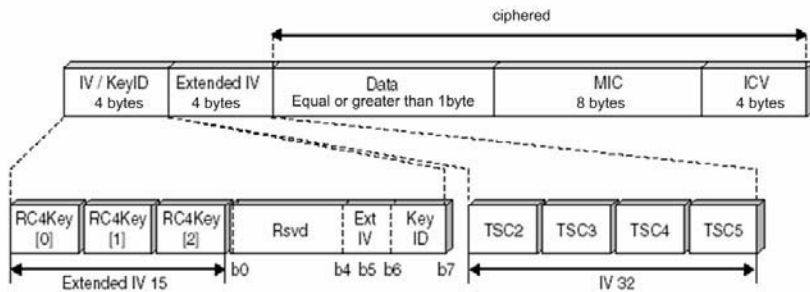 ciphered
IV / KeyID
4 bytes
Extended IV
4 bytes
Data
Equal or greater than 1byte
MIC
8 bytes
ICV
4 bytes
RC4Key
[0]
RC4Key
[1]
RC4Key
[2]
Rsvd
Ext
IV
Key
ID
TSC2
TSC3
TSC4
TSC5
b0
b4
b5
b6
b7
Extended IV 15
IV 32